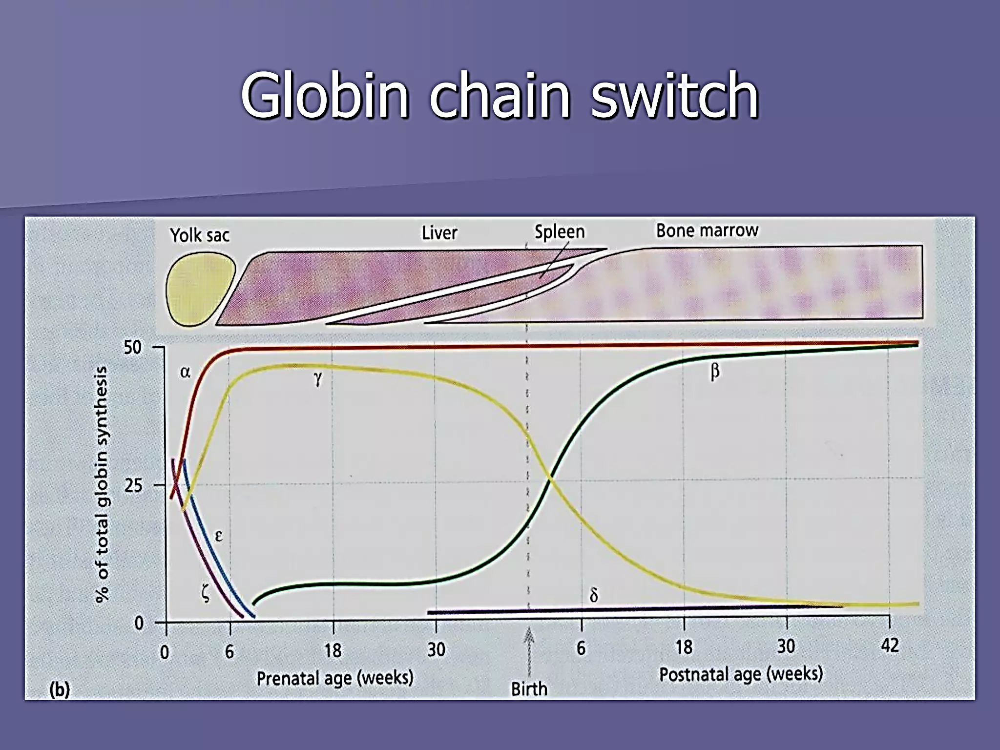 Globin chain switch
Yolk sac
Liver
Spleen
Bone marrow
50
25
0
% of total globin synthesis
α
γ
β
ε
ζ
δ
0 6 18 30 6 18 30 42
Prenatal age (weeks)
Birth
Postnatal age (weeks)
(b)